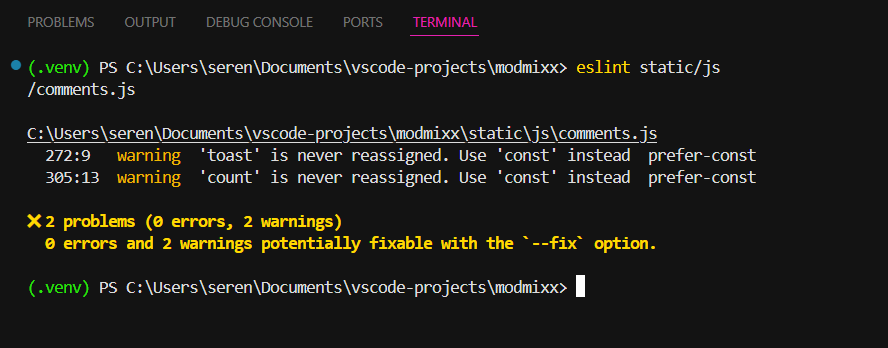 PROBLEMS OUTPUT DEBUG CONSOLE PORTS TERMINAL
(.venv) PS C:\Users\seren\Documents\vscode-projects\modmixx> eslint static/js
/comments.js
C:\Users\seren\Documents\vscode-projects\modmixx\static\js\comments.js
272:9 warning 'toast' is never reassigned. Use 'const' instead prefer-const
305:13 warning 'count' is never reassigned. Use 'const' instead prefer-const
✖ 2 problems (0 errors, 2 warnings)
0 errors and 2 warnings potentially fixable with the `--fix` option.
(.venv) PS C:\Users\seren\Documents\vscode-projects\modmixx>